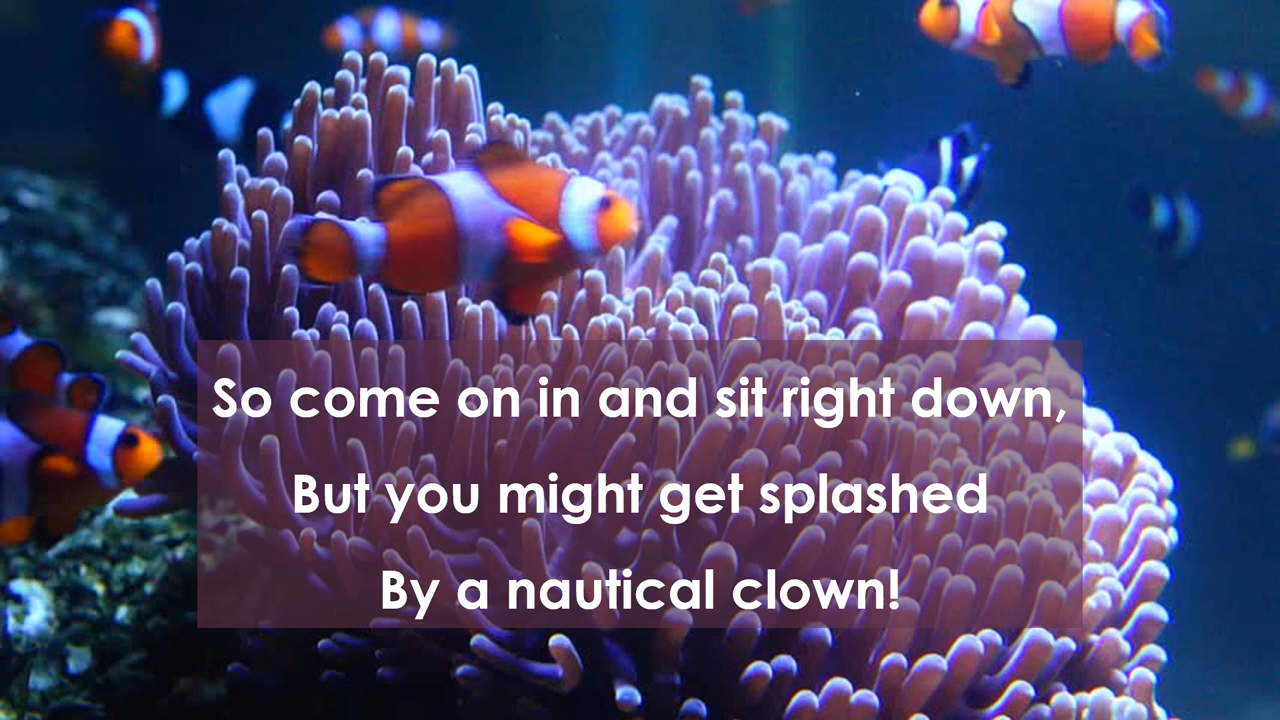 So come on in and sit right down,
But you might get splashed
By a nautical clown!